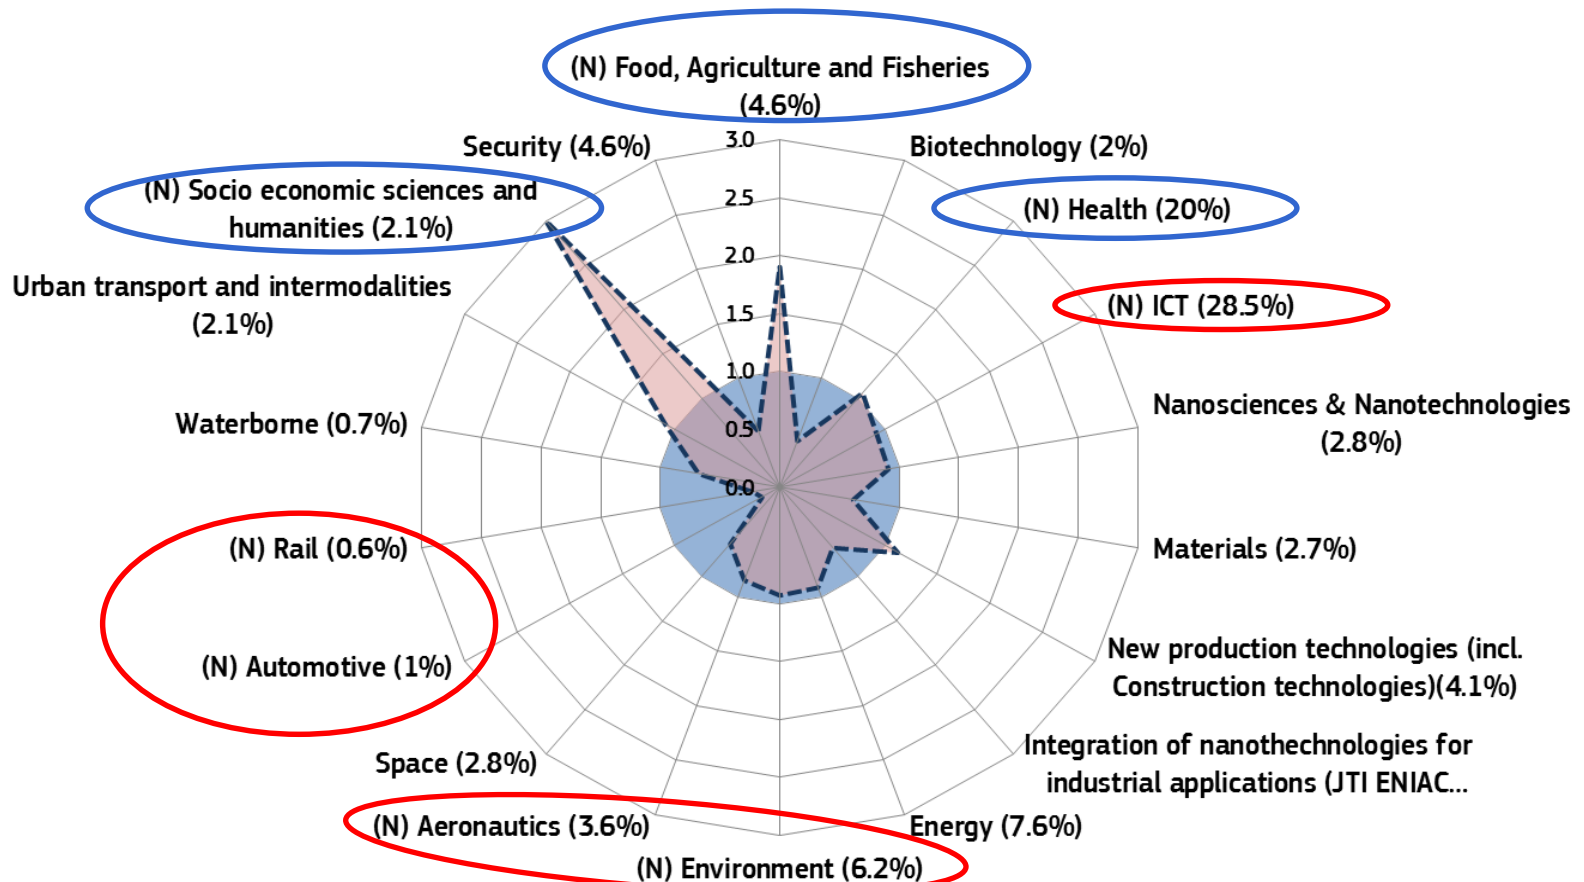 (N) Food, Agriculture and Fisheries
(4.6%)
Security (4.6%)
3.0
Biotechnology (2%)
(N) Socio economic sciences and
humanities (2.1%)
2.5
(N) Health (20%)
2.0
Urban transport and intermodalities
(2.1%)
1.5
(N) ICT (28.5%)
1.0
Waterborne (0.7%)
0.5
Nanosciences & Nanotechnologies
(2.8%)
0.0
(N) Rail (0.6%)
Materials (2.7%)
(N) Automotive (1%)
New production technologies (incl.
Construction technologies)(4.1%)
Space (2.8%)
Integration of nanothechnologies for
industrial applications (JTI ENIAC...
(N) Aeronautics (3.6%)
Energy (7.6%)
(N) Environment (6.2%)